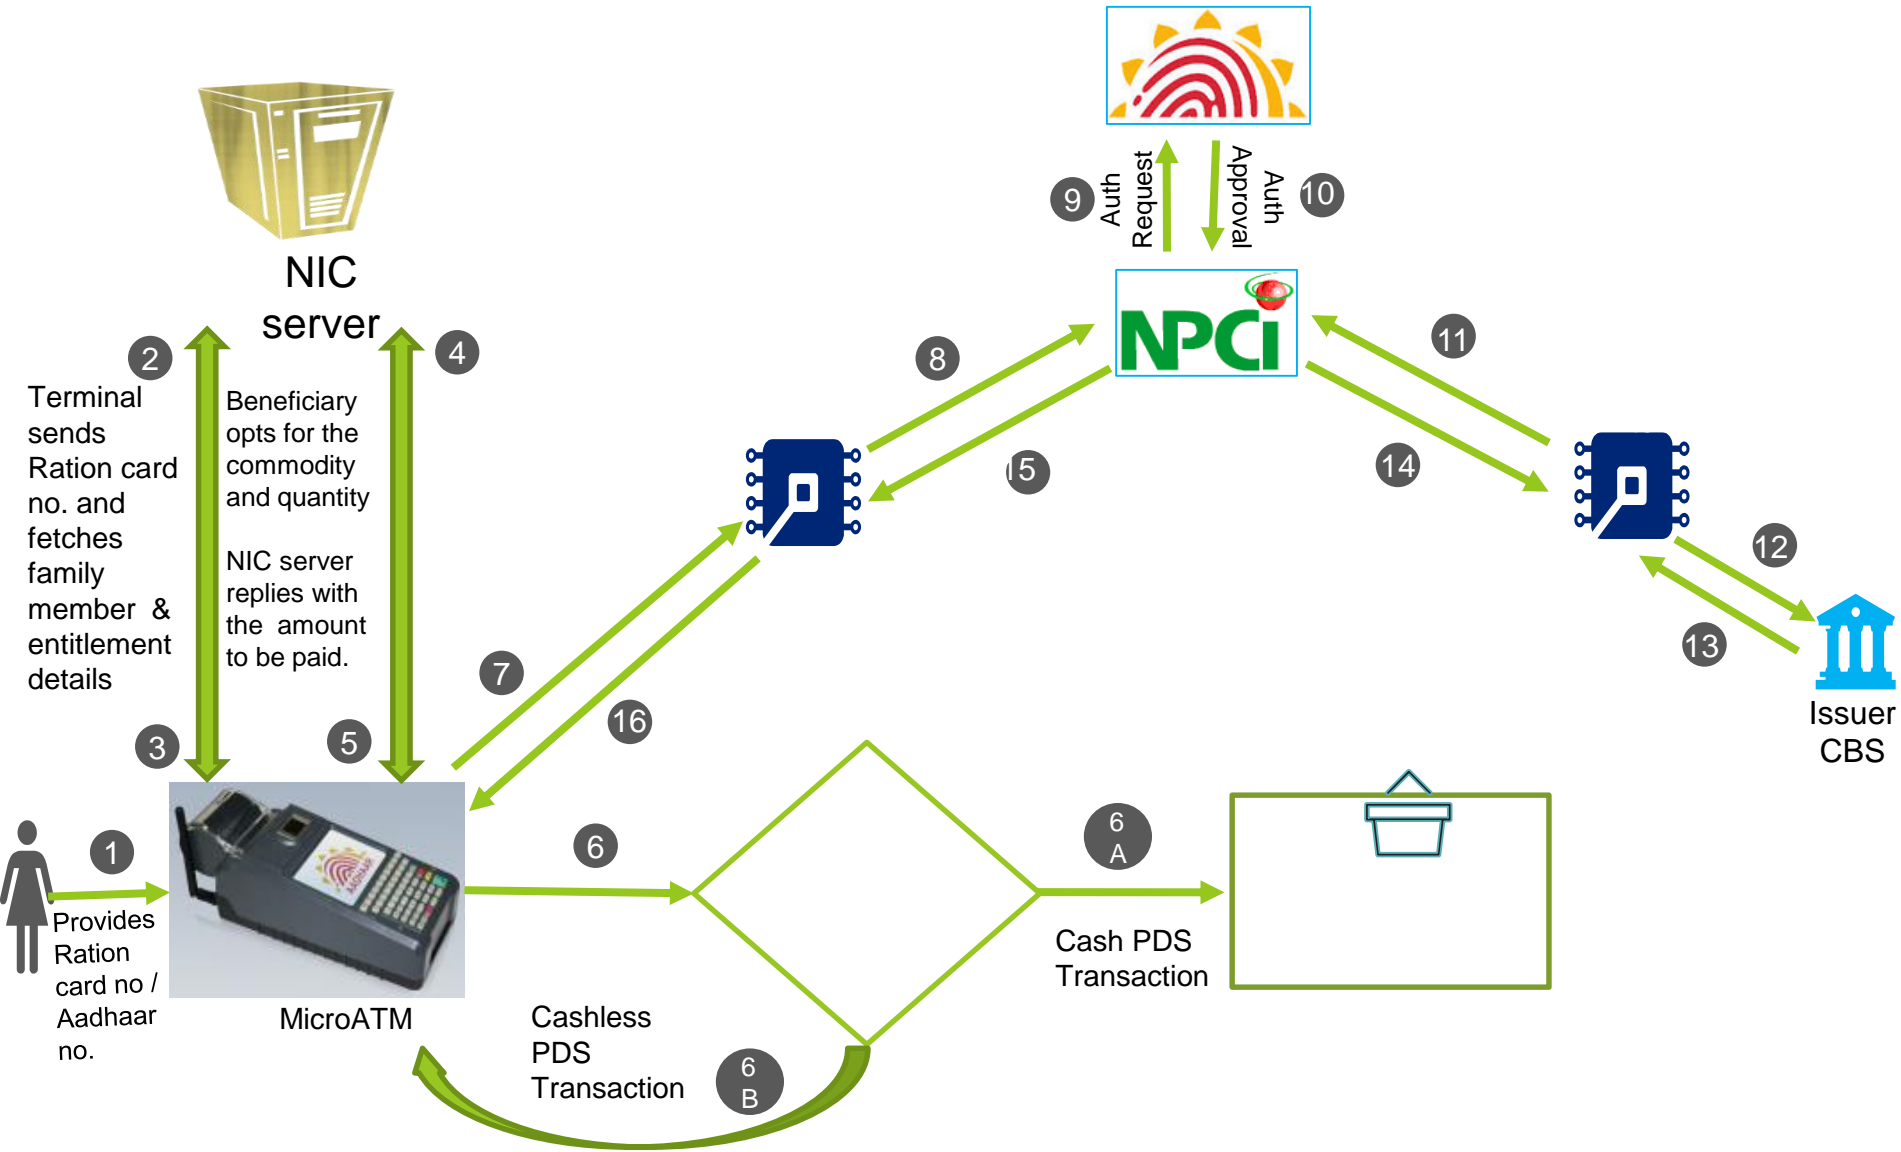 9
Auth
Request
Auth
Approval
10
NIC
server
NPCi
2
4
8
11
Terminal
sends
Ration card
no. and
fetches
family
member &
entitlement
details
Beneficiary
opts for the
commodity
and quantity
NIC server
replies with
the amount
to be paid.
15
14
12
13
7
16
Issuer
CBS
3
5
1
6
6
A
AADHAAR
Provides
Ration
card no /
Aadhaar
no.
MicroATM
Cash PDS
Transaction
Cashless
PDS
Transaction
6
B